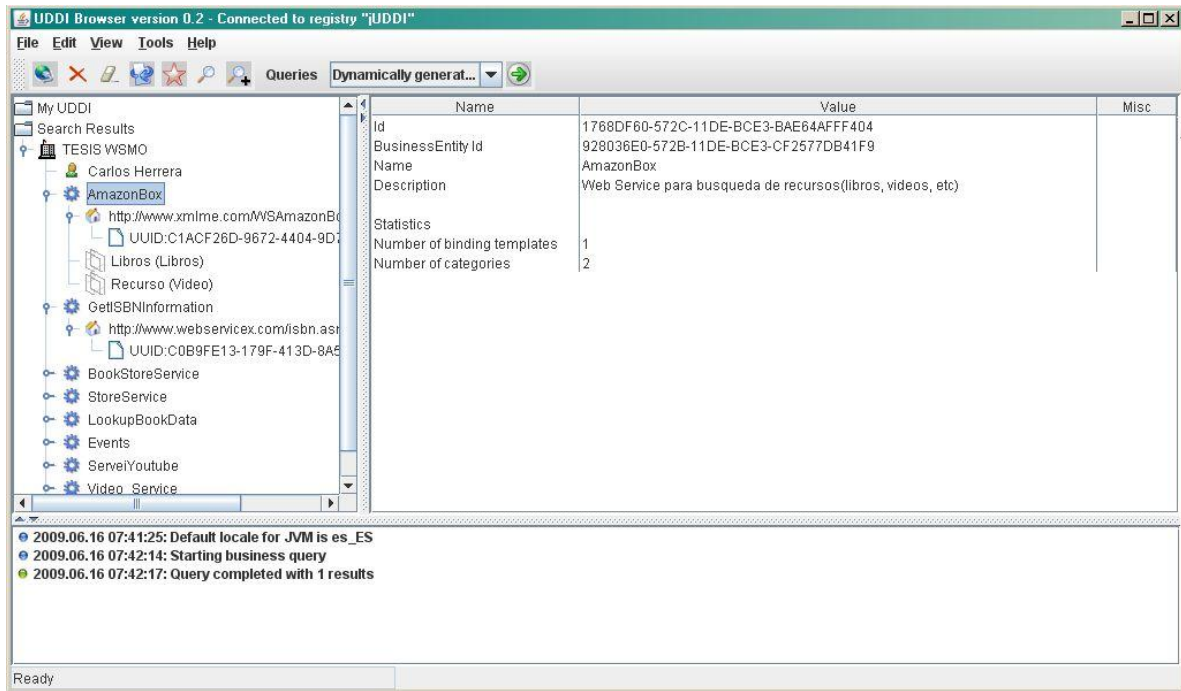 UDDI Browser version 0.2 - Connected to registry "jUDDI"
File Edit View Tools Help
Queries Dynamically generat...
My UDDI
Search Results
TESIS WSMO
Carlos Herrera
AmazonBox
http://www.xmlme.com/WSAmazonBo
UUID:C1ACF26D-9672-4404-9D7
Libros (Libros)
Recurso (Video)
GetISBNInformation
http://www.webservicex.com/isbn.asm
UUID:C0B9FE13-179F-413D-8A5
BookStoreService
StoreService
LookupBookData
Events
ServeiYoutube
Video_Service
Name Value Misc
Id 1768DF60-572C-11DE-BCE3-BAE64AFFF404
BusinessEntity Id 928036E0-572B-11DE-BCE3-CF2577DB41F9
Name AmazonBox
Description Web Service para busqueda de recursos(libros, videos, etc)
Statistics
Number of binding templates 1
Number of categories 2
2009.06.16 07:41:25: Default locale for JVM is es_ES
2009.06.16 07:42:14: Starting business query
2009.06.16 07:42:17: Query completed with 1 results
Ready